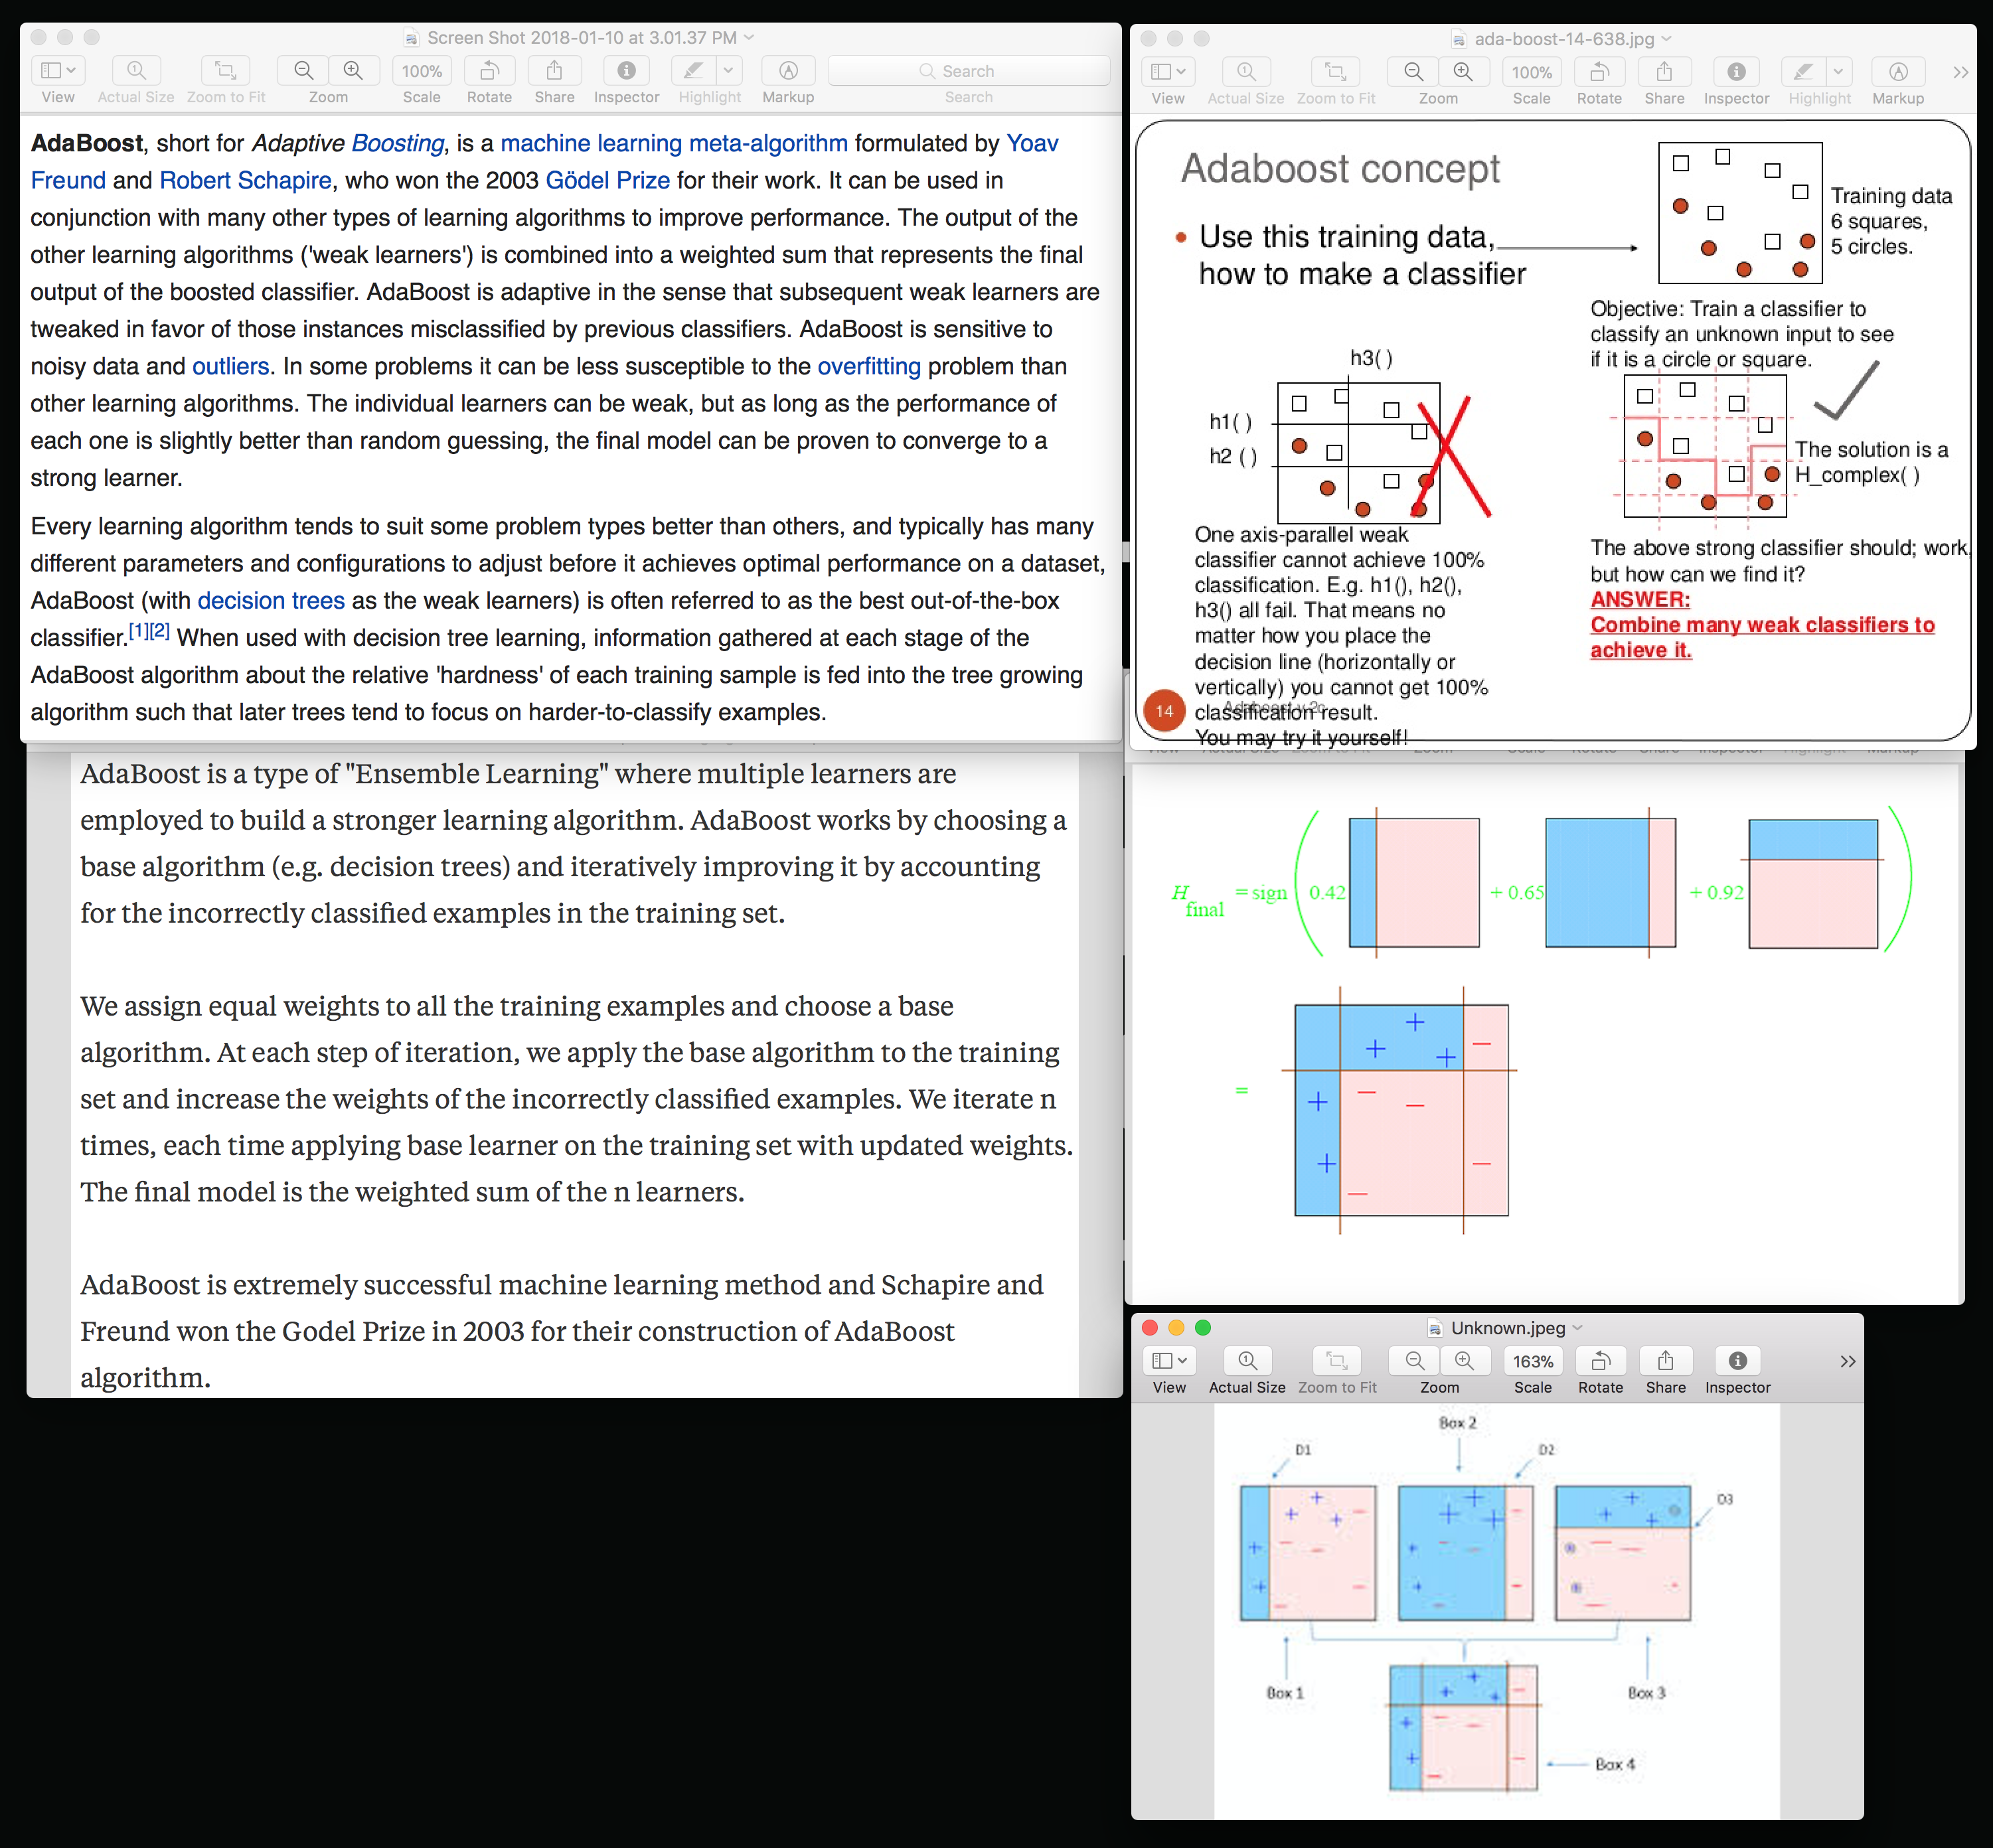 Screen Shot 2018-01-10 at 3.01.37 PM
View Actual Size Zoom to Fit Zoom 100% Scale Rotate Share Inspector Highlight Markup Search
Search
AdaBoost, short for Adaptive Boosting, is a machine learning meta-algorithm formulated by Yoav
Freund and Robert Schapire, who won the 2003 Gödel Prize for their work. It can be used in
conjunction with many other types of learning algorithms to improve performance. The output of the
other learning algorithms ('weak learners') is combined into a weighted sum that represents the final
output of the boosted classifier. AdaBoost is adaptive in the sense that subsequent weak learners are
tweaked in favor of those instances misclassified by previous classifiers. AdaBoost is sensitive to
noisy data and outliers. In some problems it can be less susceptible to the overfitting problem than
other learning algorithms. The individual learners can be weak, but as long as the performance of
each one is slightly better than random guessing, the final model can be proven to converge to a
strong learner.
Every learning algorithm tends to suit some problem types better than others, and typically has many
different parameters and configurations to adjust before it achieves optimal performance on a dataset,
AdaBoost (with decision trees as the weak learners) is often referred to as the best out-of-the-box
classifier.[1][2] When used with decision tree learning, information gathered at each stage of the
AdaBoost algorithm about the relative 'hardness' of each training sample is fed into the tree growing
algorithm such that later trees tend to focus on harder-to-classify examples.
AdaBoost is a type of "Ensemble Learning" where multiple learners are
employed to build a stronger learning algorithm. AdaBoost works by choosing a
base algorithm (e.g. decision trees) and iteratively improving it by accounting
for the incorrectly classified examples in the training set.
We assign equal weights to all the training examples and choose a base
algorithm. At each step of iteration, we apply the base algorithm to the training
set and increase the weights of the incorrectly classified examples. We iterate n
times, each time applying base learner on the training set with updated weights.
The final model is the weighted sum of the n learners.
AdaBoost is extremely successful machine learning method and Schapire and
Freund won the Godel Prize in 2003 for their construction of AdaBoost
algorithm.
ada-boost-14-638.jpg
View Actual Size Zoom to Fit Zoom 100% Scale Rotate Share Inspector Highlight Markup
Adaboost concept
• Use this training data,
how to make a classifier
Training data
6 squares,
5 circles.
Objective: Train a classifier to
classify an unknown input to see
if it is a circle or square.
h3( )
h1( )
h2 ( )
The solution is a
H_complex( )
One axis-parallel weak
classifier cannot achieve 100%
classification. E.g. h1(), h2(),
h3() all fail. That means no
matter how you place the
decision line (horizontally or
vertically) you cannot get 100%
classification result.
You may try it yourself!
The above strong classifier should; work,
but how can we find it?
ANSWER:
Combine many weak classifiers to
achieve it.
14
Adaboost v.2c
H final = sign ( 0.42 + 0.65 + 0.92 )
=
Unknown.jpeg
View Actual Size Zoom to Fit Zoom 163% Scale Rotate Share Inspector
Box 2
D1
D2
D3
Box 1
Box 3
Box 4